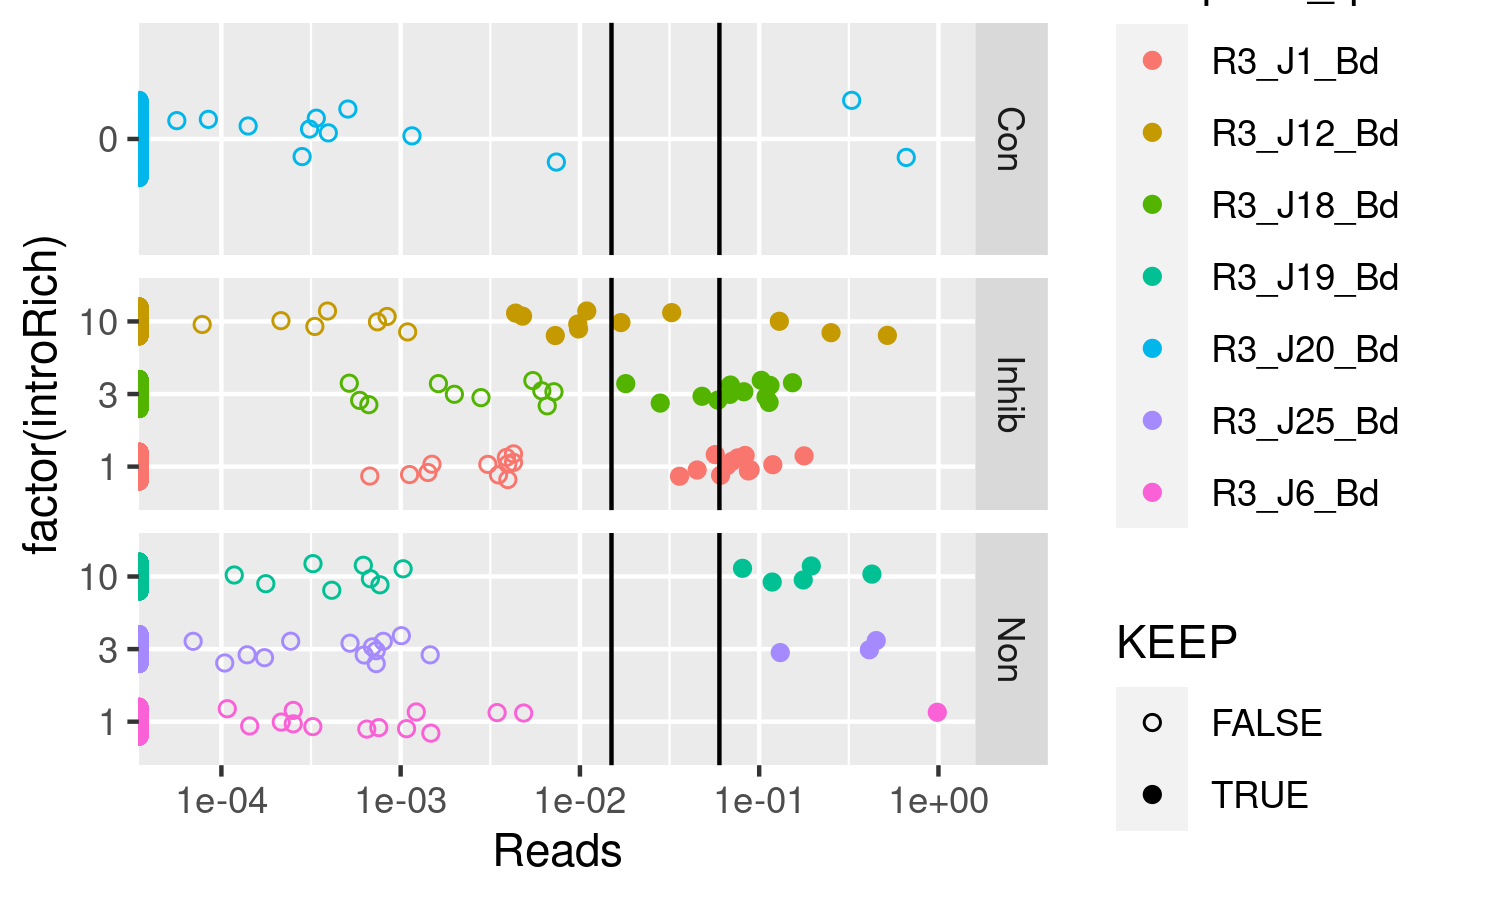 factor(introRich)
0
Con
10
3
1
Inhib
10
3
1
Non
1e-04 1e-03 1e-02 1e-01 1e+00
Reads
R3_J1_Bd
R3_J12_Bd
R3_J18_Bd
R3_J19_Bd
R3_J20_Bd
R3_J25_Bd
R3_J6_Bd
KEEP
FALSE
TRUE